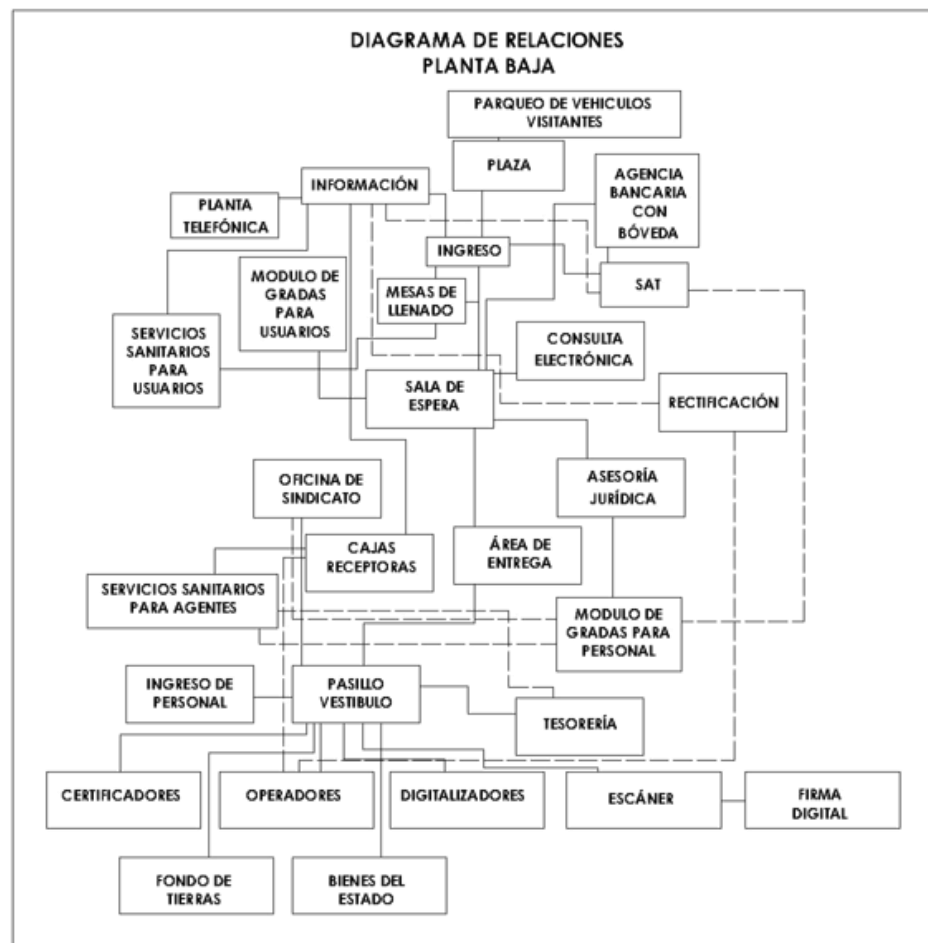 DIAGRAMA DE RELACIONES
PLANTA BAJA
PARQUEO DE VEHICULOS
VISITANTES
PLAZA
INFORMACIÓN
AGENCIA
BANCARIA
CON
BÓVEDA
PLANTA
TELEFÓNICA
INGRESO
MODULO DE
GRADAS
PARA
USUARIOS
MESAS DE
LLENADO
SAT
SERVICIOS
SANITARIOS
PARA
USUARIOS
CONSULTA
ELECTRÓNICA
SALA DE
ESPERA
RECTIFICACIÓN
OFICINA DE
SINDICATO
ASESORÍA
JURÍDICA
CAJAS
RECEPTORAS
ÁREA DE
ENTREGA
SERVICIOS SANITARIOS
PARA AGENTES
MODULO DE
GRADAS PARA
PERSONAL
INGRESO DE
PERSONAL
PASILLO
VESTIBULO
TESORERÍA
CERTIFICADORES
OPERADORES
DIGITALIZADORES
ESCÁNER
FIRMA
DIGITAL
FONDO DE
TIERRAS
BIENES DEL
ESTADO